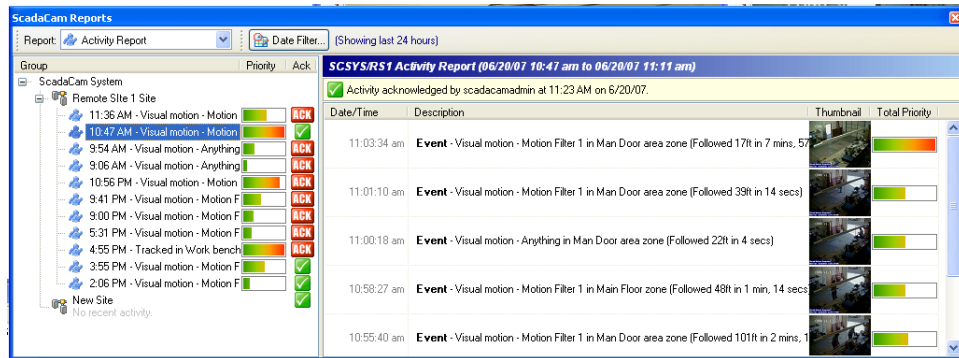 ScadaCam Reports
Report: Activity Report Date Filter... (Showing last 24 hours)
Group Priority Ack
ScadaCam System
Remote SIte 1 Site
11:36 AM - Visual motion - Motion ACK
10:47 AM - Visual motion - Motion
9:54 AM - Visual motion - Anything ACK
9:06 AM - Visual motion - Anything ACK
10:56 PM - Visual motion - Motion ACK
9:41 PM - Visual motion - Motion F ACK
9:00 PM - Visual motion - Motion F ACK
5:31 PM - Visual motion - Motion F ACK
4:55 PM - Tracked in Work bench ACK
3:55 PM - Visual motion - Motion F
2:06 PM - Visual motion - Motion F
New Site
No recent activity.
SCSYS/RS1 Activity Report (06/20/07 10:47 am to 06/20/07 11:11 am)
Activity acknowledged by scadacamadmin at 11:23 AM on 6/20/07.
Date/Time Description Thumbnail Total Priority
11:03:34 am Event - Visual motion - Motion Filter 1 in Man Door area zone (Followed 17ft in 7 mins, 57
11:01:10 am Event - Visual motion - Motion Filter 1 in Man Door area zone (Followed 39ft in 14 secs)
11:00:18 am Event - Visual motion - Anything in Man Door area zone (Followed 22ft in 4 secs)
10:58:27 am Event - Visual motion - Motion Filter 1 in Main Floor zone (Followed 48ft in 1 min, 14 secs
10:55:40 am Event - Visual motion - Motion Filter 1 in Man Door area zone (Followed 101ft in 2 mins, 1